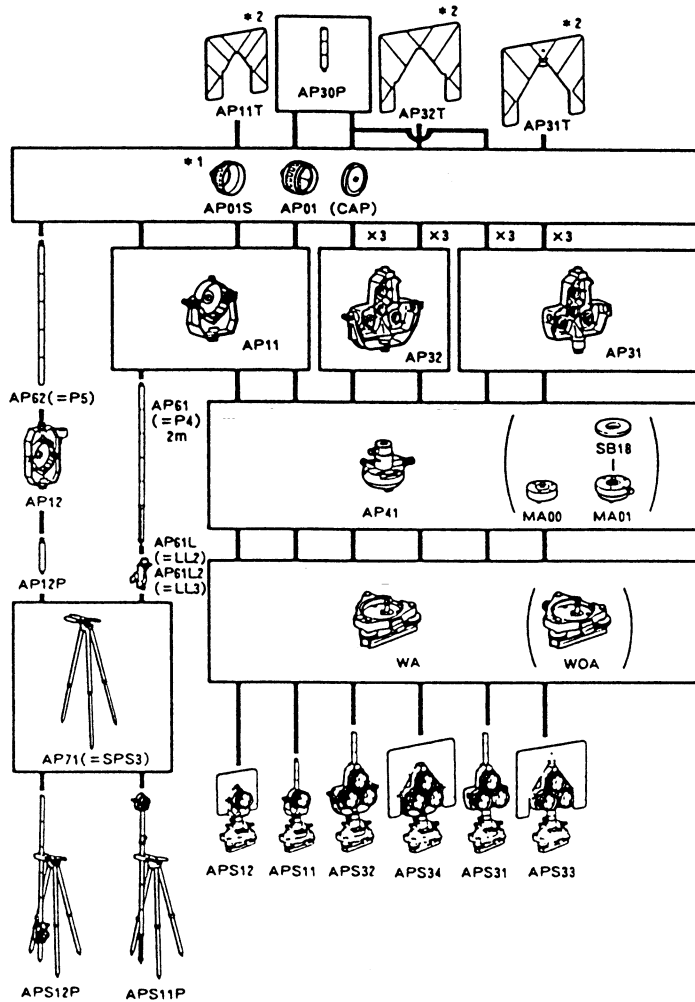 *2
*2
*2
AP30P
AP11T
AP32T
AP31T
*1
AP01S
AP01
(CAP)
×3
×3
×3
×3
AP11
AP32
AP31
AP62(=P5)
AP61
(=P4)
2m
AP12
SB18
AP41
MA00
MA01
AP61L
(=LL2)
AP61L2
(=LL3)
AP12P
WA
WOA
AP71(=SPS3)
APS12
APS11
APS32
APS34
APS31
APS33
APS12P
APS11P